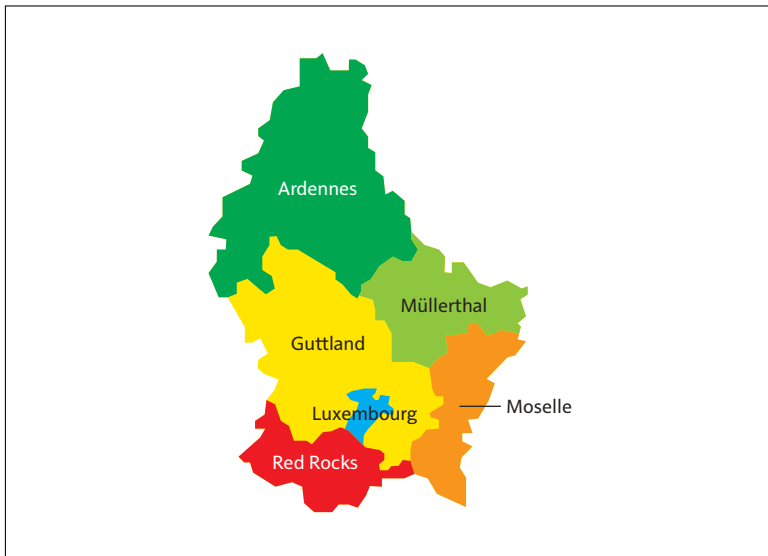 Ardennes
Müllerthal
Guttland
Luxembourg
Moselle
Red Rocks